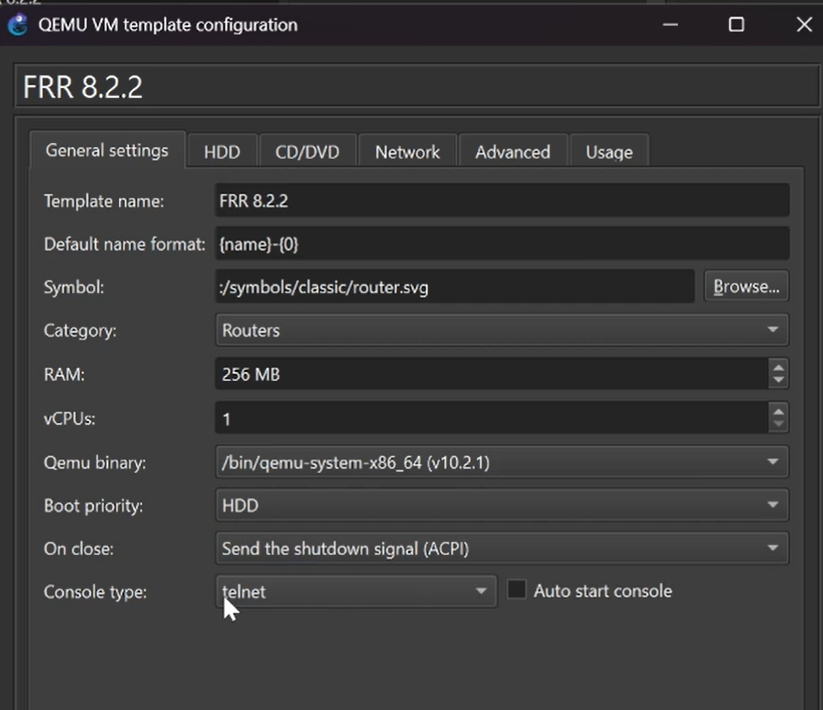 QEMU VM template configuration
FRR 8.2.2
General settings HDD CD/DVD Network Advanced Usage
Template name: FRR 8.2.2
Default name format: {name}-{0}
Symbol: :/symbols/classic/router.svg Browse...
Category: Routers
RAM: 256 MB
vCPUs: 1
Qemu binary: /bin/qemu-system-x86_64 (v10.2.1)
Boot priority: HDD
On close: Send the shutdown signal (ACPI)
Console type: telnet Auto start console